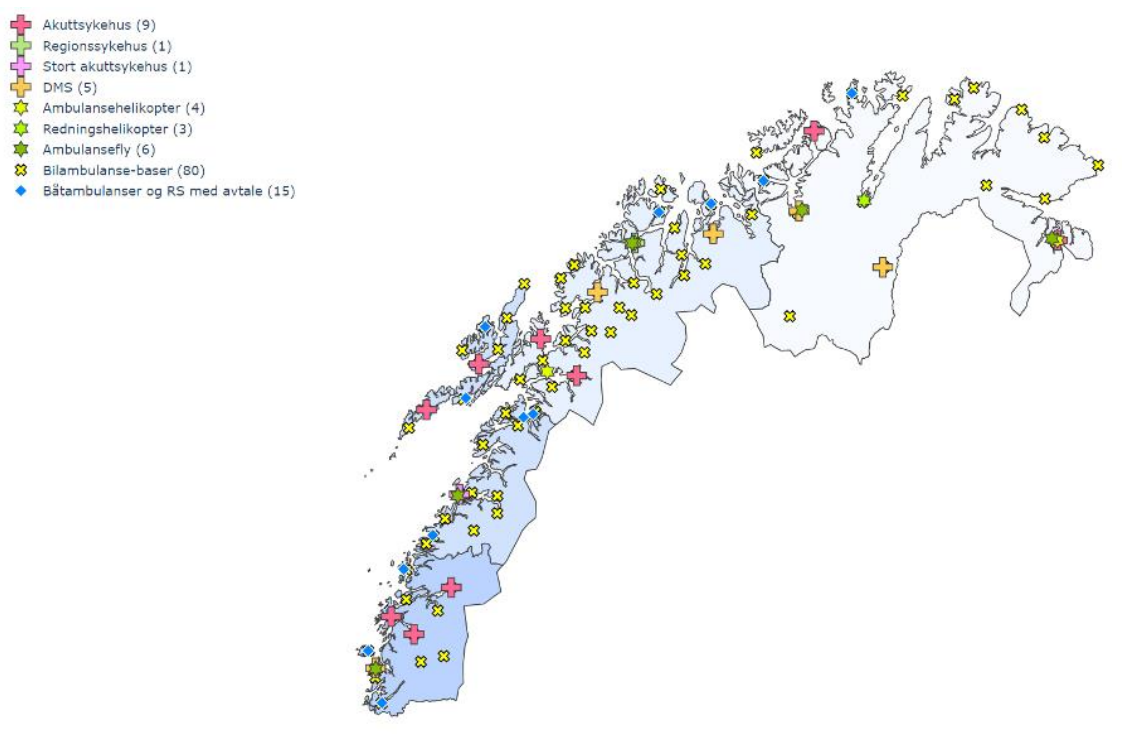 Akuttsykehus (9)
Regionssykehus (1)
Stort akuttsykehus (1)
DMS (5)
Ambulansehelikopter (4)
Redningshelikopter (3)
Ambulansefly (6)
Bilambulanse-baser (80)
Båtambulanser og RS med avtale (15)